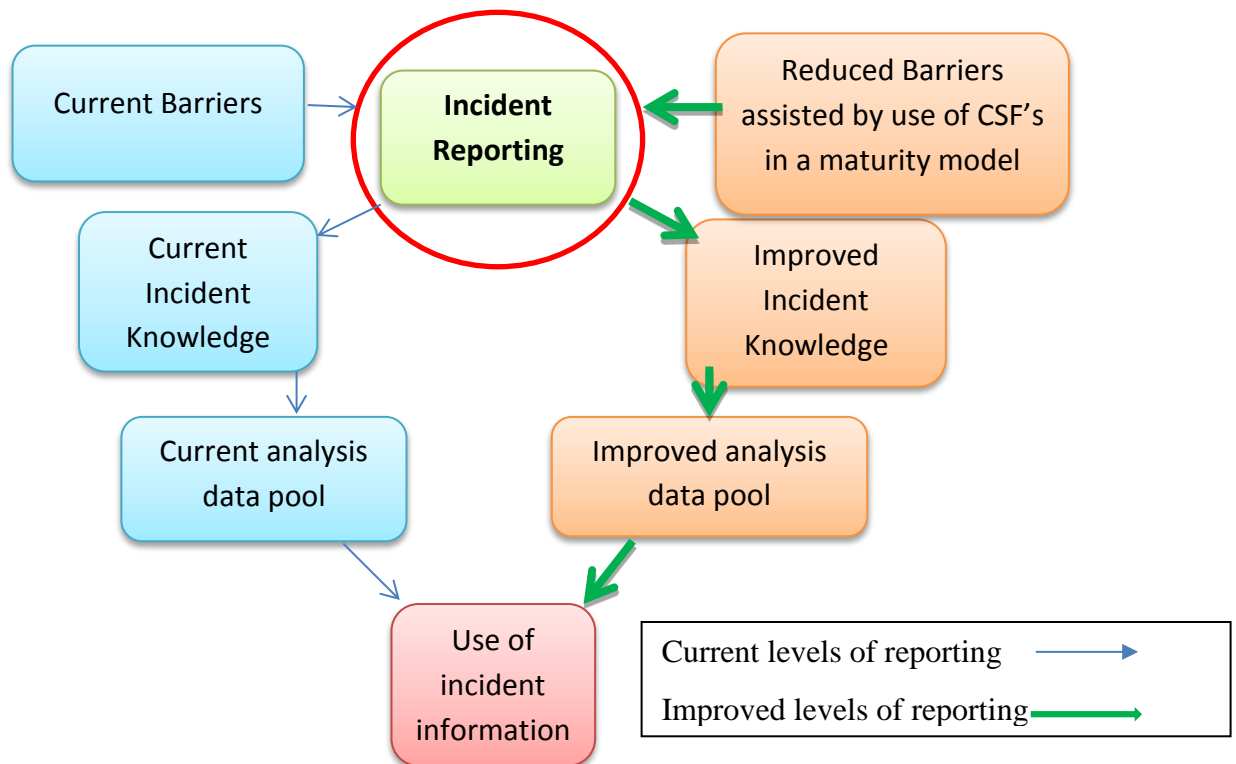 Current Barriers
Incident
Reporting
Reduced Barriers
assisted by use of CSF’s
in a maturity model
Current
Incident
Knowledge
Improved
Incident
Knowledge
Current analysis
data pool
Improved analysis
data pool
Use of
incident
information
Current levels of reporting
Improved levels of reporting